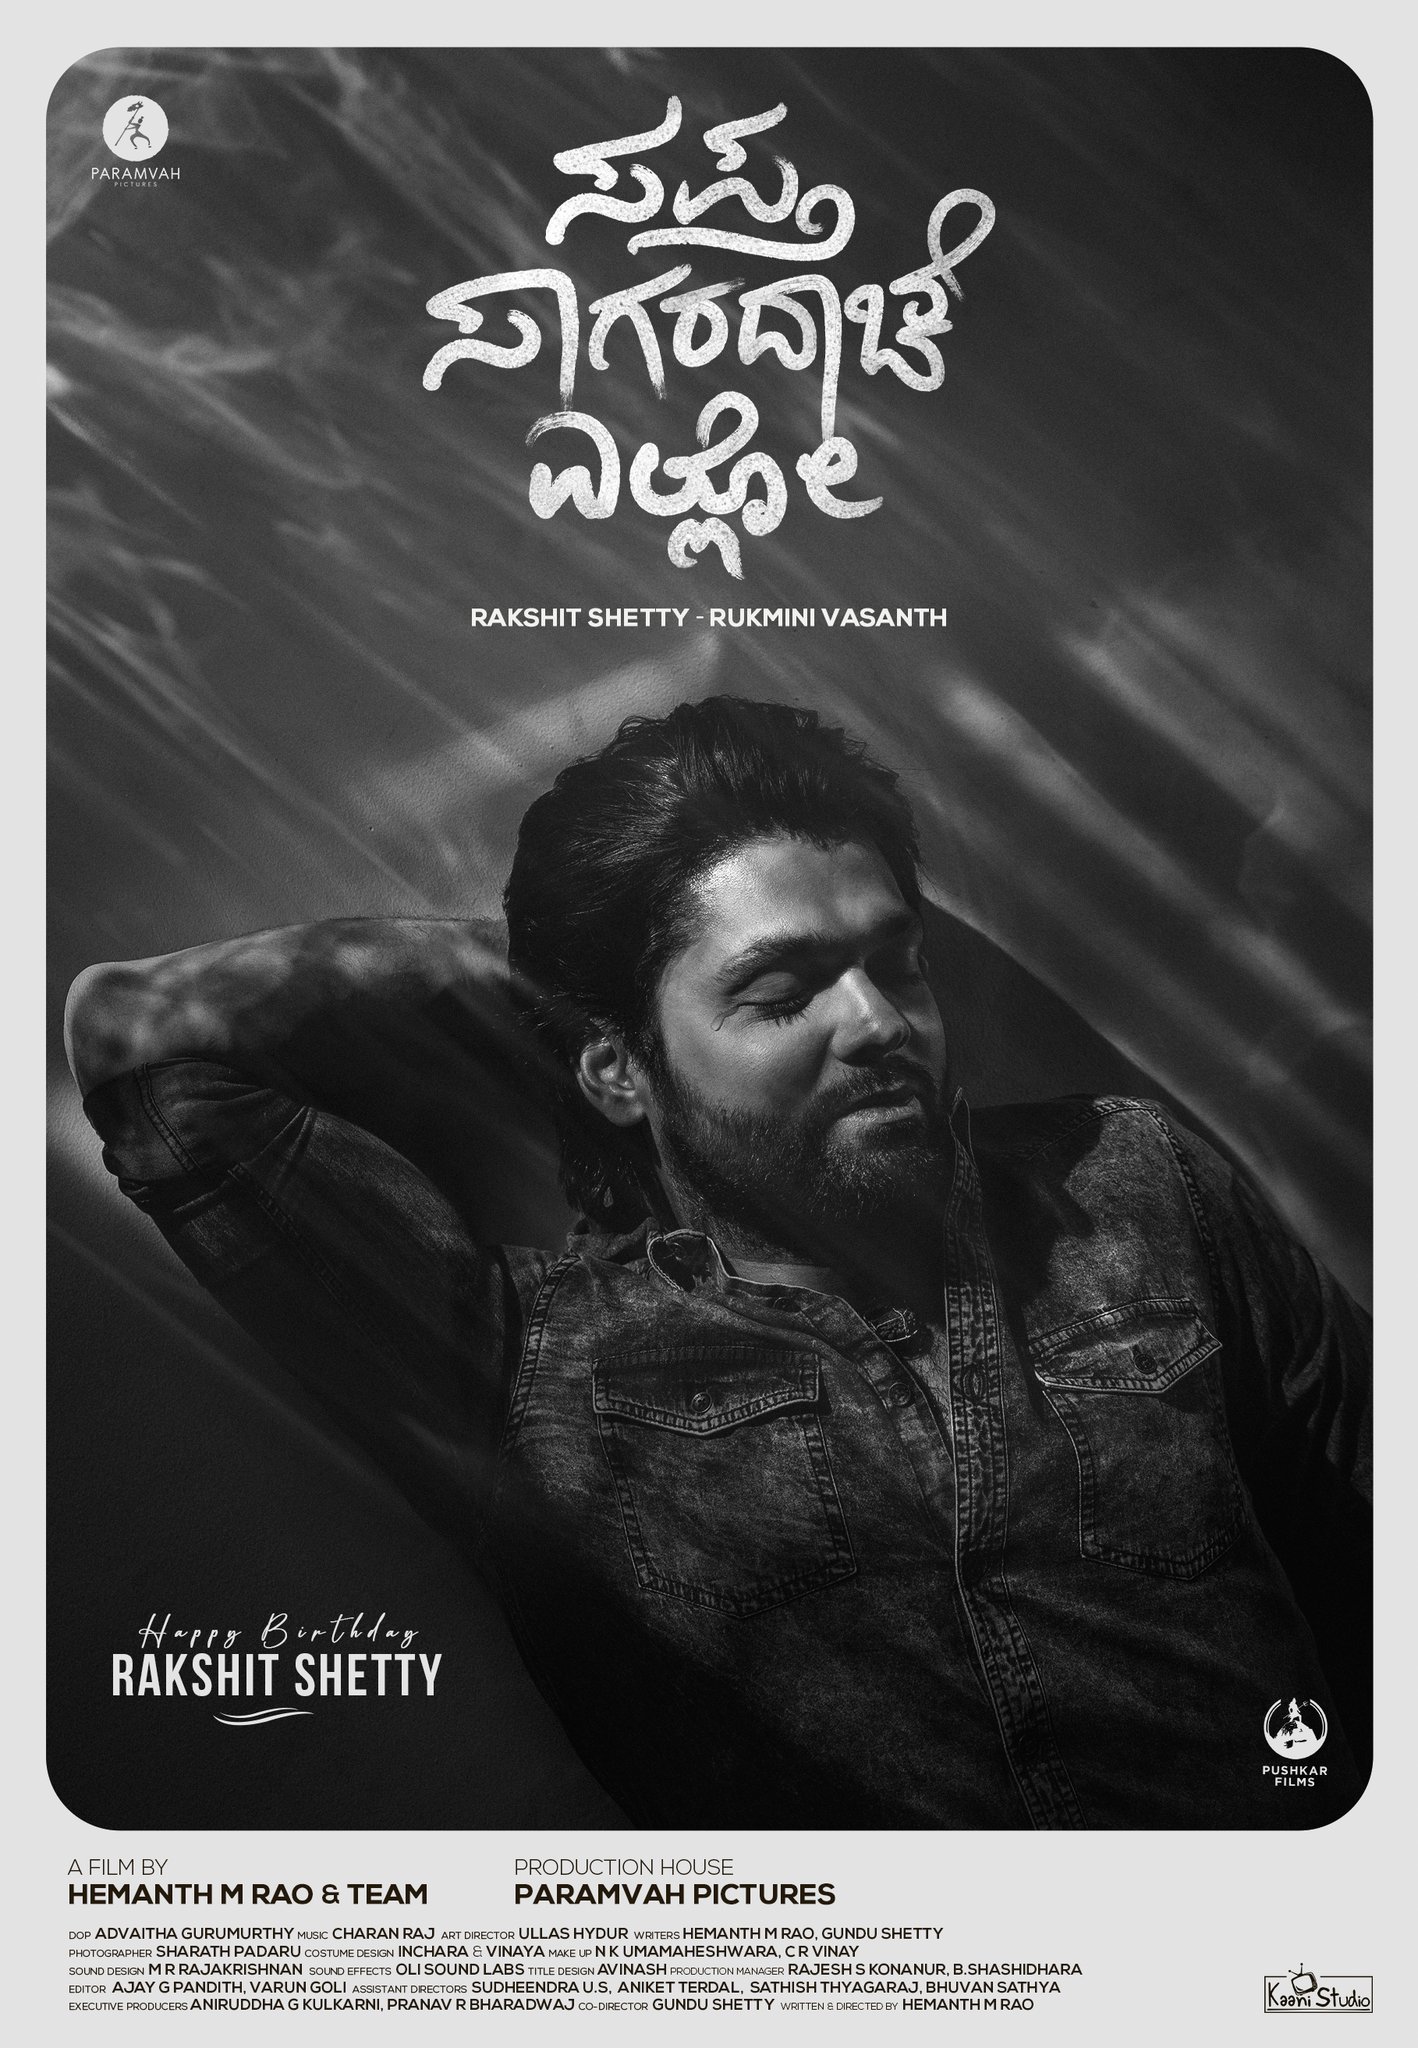 PARAMVAH
PICTURES
ಸಪ್ತ
ಸಾಗರದಾಚೆ
ಎಲ್ಲೋ
RAKSHIT SHETTY - RUKMINI VASANTH
Happy Birthday
RAKSHIT SHETTY
PUSHKAR
FILMS
A FILM BY
HEMANTH M RAO & TEAM
PRODUCTION HOUSE
PARAMVAH PICTURES
DOP ADVAITHA GURUMURTHY MUSIC CHARAN RAJ ART DIRECTOR ULLAS HYDUR WRITERS HEMANTH M RAO, GUNDU SHETTY
PHOTOGRAPHER SHARATH PADARU COSTUME DESIGN INCHARA & VINAYA MAKE UP N K UMAMAHESHWARA, C R VINAY
SOUND DESIGN M R RAJAKRISHNAN SOUND EFFECTS OLI SOUND LABS TITLE DESIGN AVINASH PRODUCTION MANAGER RAJESH S KONANUR, B.SHASHIDHARA
EDITOR AJAY G PANDITH, VARUN GOLI ASSISTANT DIRECTORS SUDHEENDRA U.S, ANIKET TERDAL, SATHISH THYAGARAJ, BHUVAN SATHYA
EXECUTIVE PRODUCERS ANIRUDDHA G KULKARNI, PRANAV R BHARADWAJ CO-DIRECTOR GUNDU SHETTY WRITTEN & DIRECTED BY HEMANTH M RAO
Kaani Studio